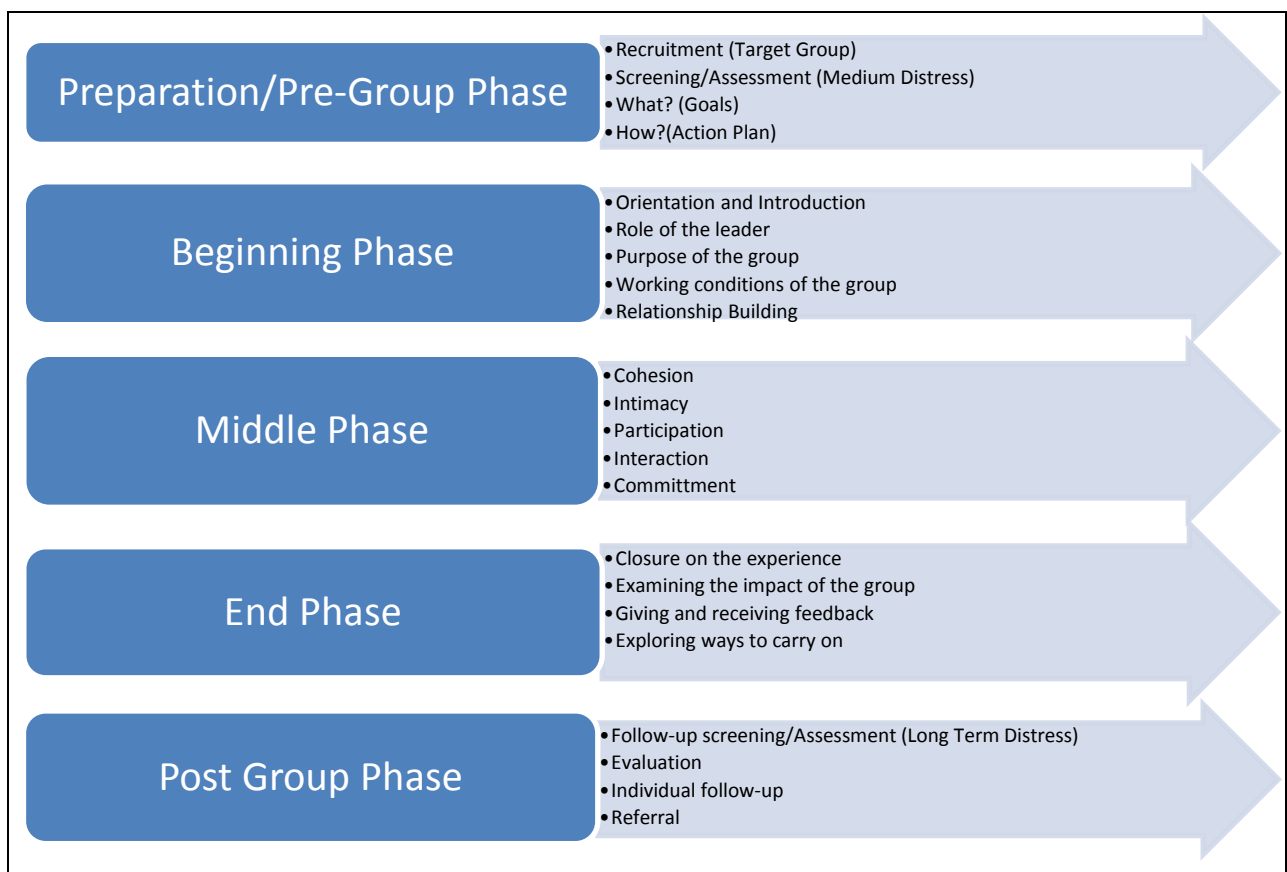 Preparation/Pre-Group Phase
•Recruitment (Target Group)
•Screening/Assessment (Medium Distress)
•What? (Goals)
•How?(Action Plan)
Beginning Phase
•Orientation and Introduction
•Role of the leader
•Purpose of the group
•Working conditions of the group
•Relationship Building
Middle Phase
•Cohesion
•Intimacy
•Participation
•Interaction
•Committment
End Phase
•Closure on the experience
•Examining the impact of the group
•Giving and receiving feedback
•Exploring ways to carry on
Post Group Phase
•Follow-up screening/Assessment (Long Term Distress)
•Evaluation
•Individual follow-up
•Referral